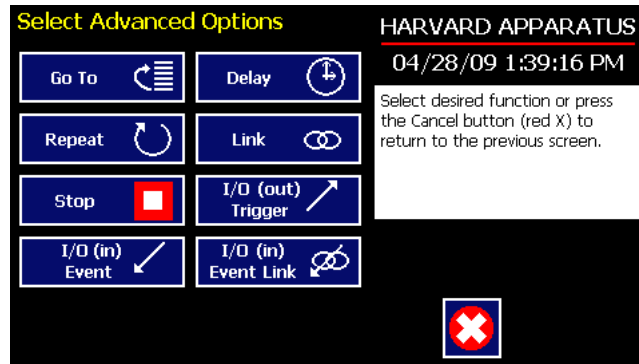 Select Advanced Options
Go To
Delay
Repeat
Link
Stop
I/O (out)
Trigger
I/O (in)
Event
I/O (in)
Event Link
HARVARD APPARATUS
04/28/09 1:39:16 PM
Select desired function or press
the Cancel button (red X) to
return to the previous screen.